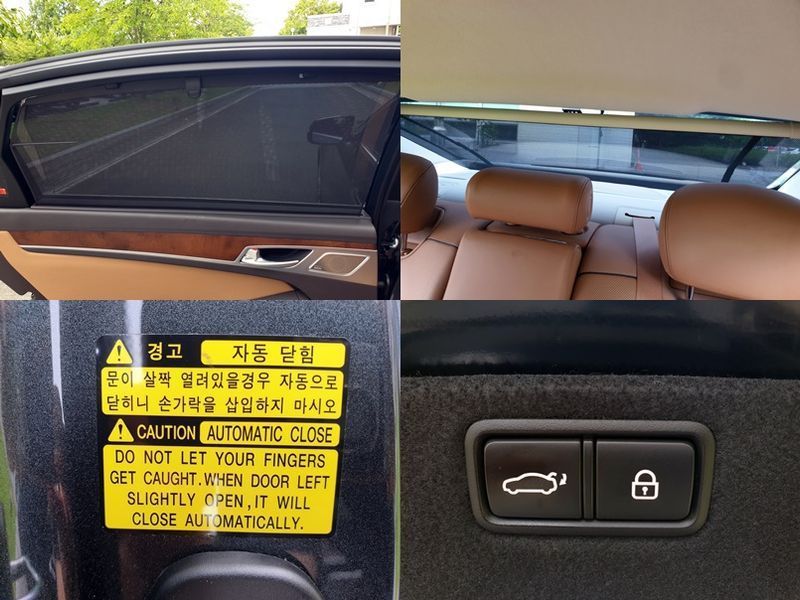 경고 자동 닫힘
문이 살짝 열려있을경우 자동으로
닫히니 손가락을 삽입하지 마시오
CAUTION AUTOMATIC CLOSE
DO NOT LET YOUR FINGERS
GET CAUGHT.WHEN DOOR LEFT
SLIGHTLY OPEN,IT WILL
CLOSE AUTOMATICALLY.